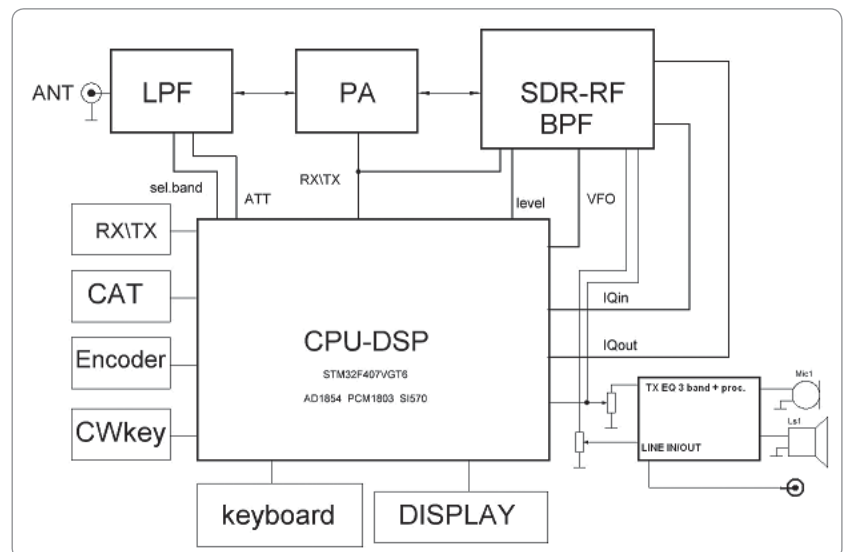 ANT
LPF
PA
SDR-RF
BPF
sel.band
ATT
RX\TX
level
VFO
RX\TX
CAT
Encoder
CWkey
CPU-DSP
STM32F407VGT6
AD1854 PCM1803 SI570
IQin
IQout
TX EQ 3 band + proc.
Mic1
Ls1
LINE IN/OUT
keyboard
DISPLAY